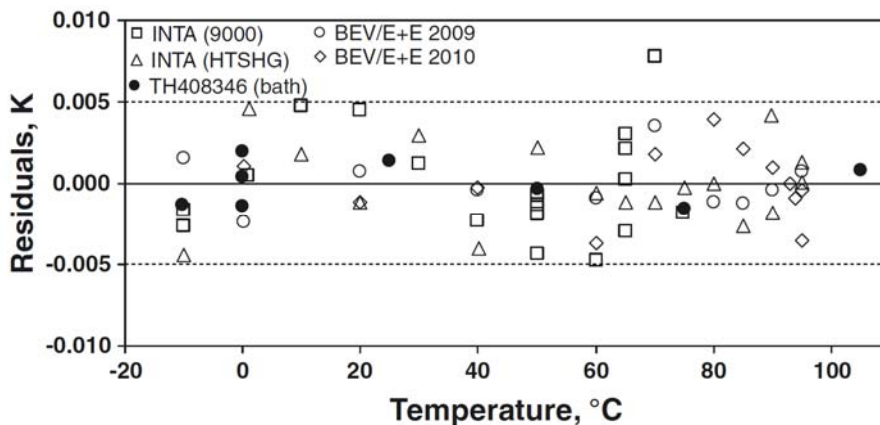 0.010
INTA (9000)
BEV/E+E 2009
INTA (HTSHG)
BEV/E+E 2010
TH408346 (bath)
0.005
0.000
-0.005
-0.010
Residuals, K
-20 0 20 40 60 80 100
Temperature, °C